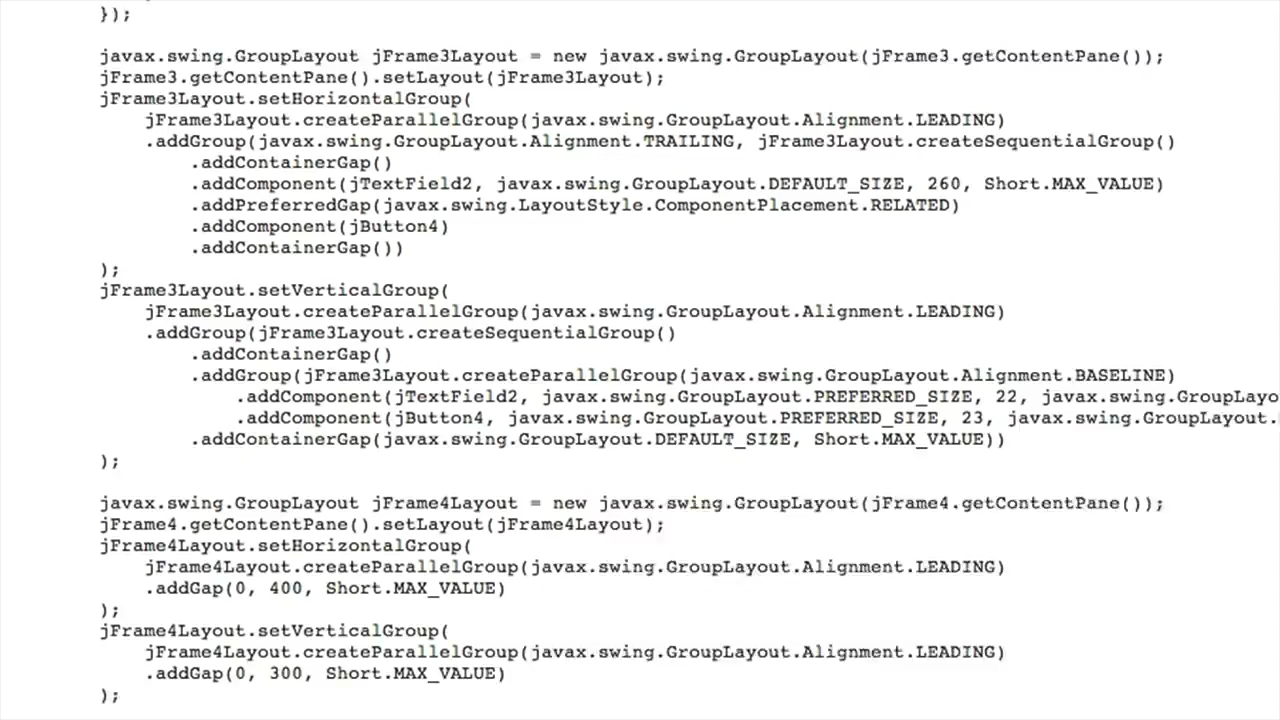 });
javax.swing.GroupLayout jFrame3Layout = new javax.swing.GroupLayout(jFrame3.getContentPane());
jFrame3.getContentPane().setLayout(jFrame3Layout);
jFrame3Layout.setHorizontalGroup(
jFrame3Layout.createParallelGroup(javax.swing.GroupLayout.Alignment.LEADING)
.addGroup(javax.swing.GroupLayout.Alignment.TRAILING, jFrame3Layout.createSequentialGroup()
.addContainerGap()
.addComponent(jTextField2, javax.swing.GroupLayout.DEFAULT_SIZE, 260, Short.MAX_VALUE)
.addPreferredGap(javax.swing.LayoutStyle.ComponentPlacement.RELATED)
.addComponent(jButton4)
.addContainerGap())
);
jFrame3Layout.setVerticalGroup(
jFrame3Layout.createParallelGroup(javax.swing.GroupLayout.Alignment.LEADING)
.addGroup(jFrame3Layout.createSequentialGroup()
.addContainerGap()
.addGroup(jFrame3Layout.createParallelGroup(javax.swing.GroupLayout.Alignment.BASELINE)
.addComponent(jTextField2, javax.swing.GroupLayout.PREFERRED_SIZE, 22, javax.swing.GroupLayo
.addComponent(jButton4, javax.swing.GroupLayout.PREFERRED_SIZE, 23, javax.swing.GroupLayout.
.addContainerGap(javax.swing.GroupLayout.DEFAULT_SIZE, Short.MAX_VALUE))
);
javax.swing.GroupLayout jFrame4Layout = new javax.swing.GroupLayout(jFrame4.getContentPane());
jFrame4.getContentPane().setLayout(jFrame4Layout);
jFrame4Layout.setHorizontalGroup(
jFrame4Layout.createParallelGroup(javax.swing.GroupLayout.Alignment.LEADING)
.addGap(0, 400, Short.MAX_VALUE)
);
jFrame4Layout.setVerticalGroup(
jFrame4Layout.createParallelGroup(javax.swing.GroupLayout.Alignment.LEADING)
.addGap(0, 300, Short.MAX_VALUE)
);